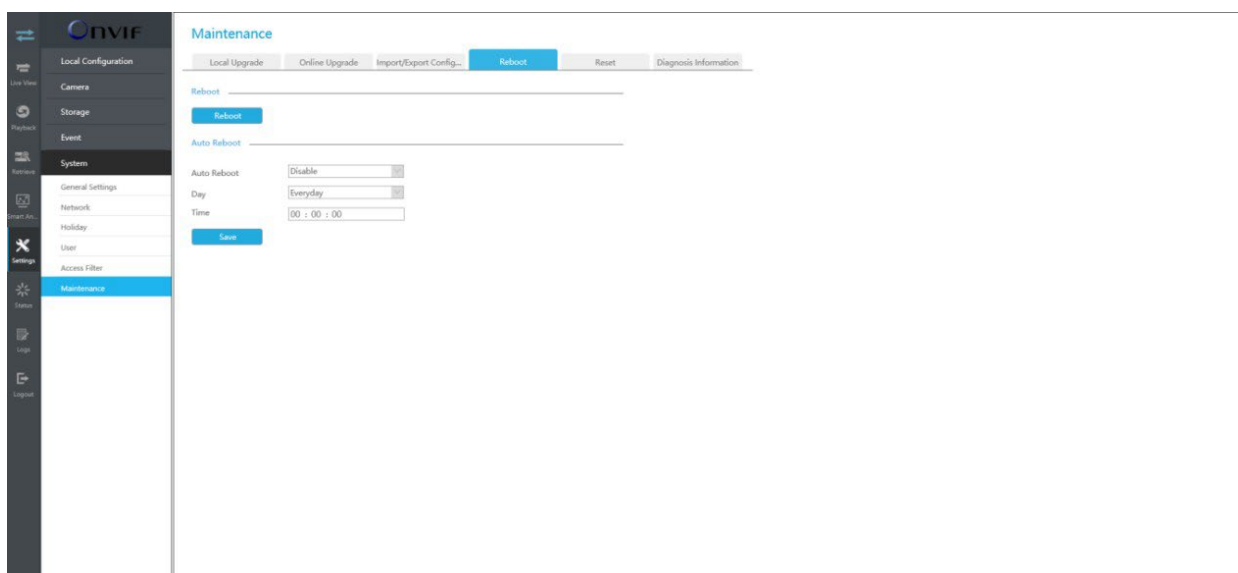 ONVIF
Live View
Playback
Retrieve
Smart An...
Settings
Status
Logs
Logout
Local Configuration
Camera
Storage
Event
System
General Settings
Network
Holiday
User
Access Filter
Maintenance
Maintenance
Local Upgrade Online Upgrade Import/Export Config... Reboot Reset Diagnosis Information
Reboot
Reboot
Auto Reboot
Auto Reboot Disable
Day Everyday
Time 00 : 00 : 00
Save